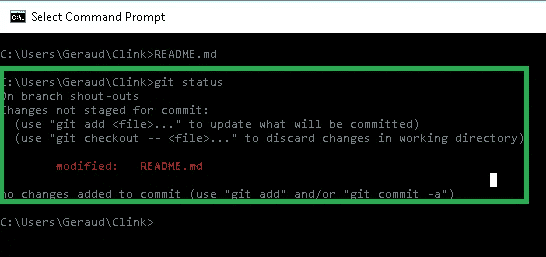 Select Command Prompt
C:\Users\Geraud\Clink>README.md
C:\Users\Geraud\Clink>git status
On branch shout-outs
Changes not staged for commit:
(use "git add <file>..." to update what will be committed)
(use "git checkout -- <file>..." to discard changes in working directory)
modified: README.md
no changes added to commit (use "git add" and/or "git commit -a")
C:\Users\Geraud\Clink>